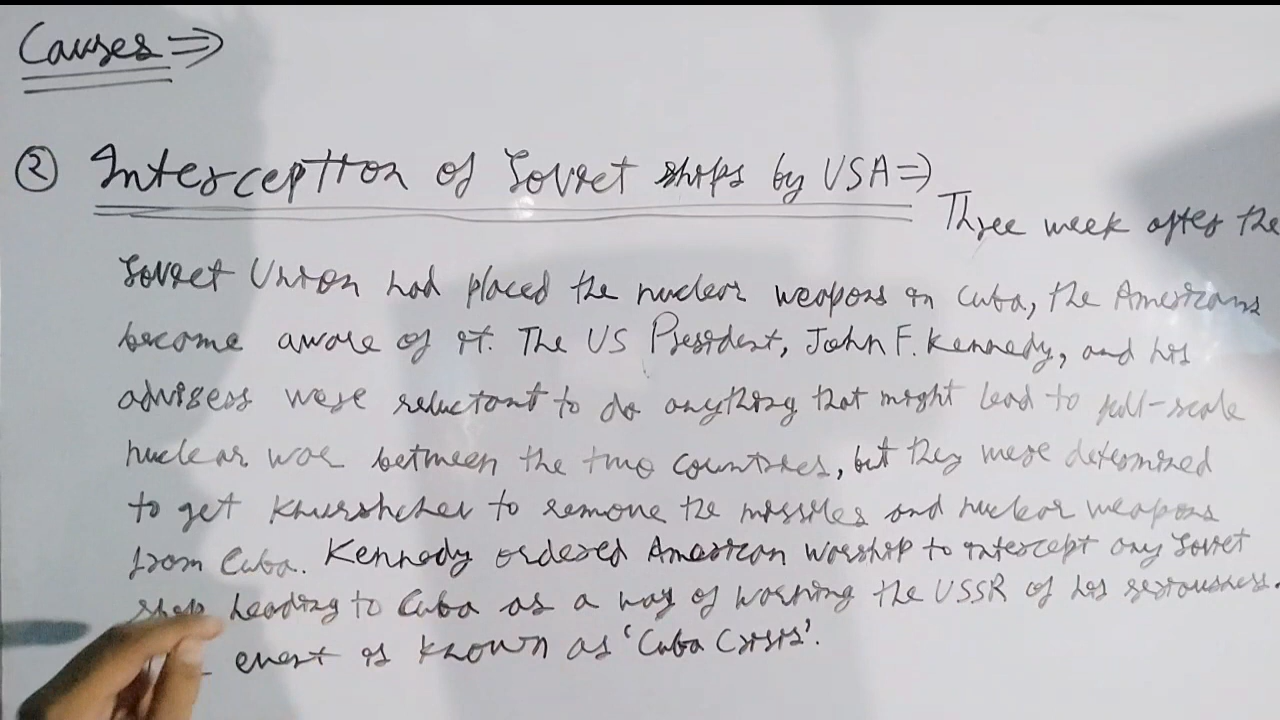 Causes ⇒
② Interception of Soviet ships by USA ⇒
Three week after the
Soviet Union had placed the nuclear weapons in Cuba, the Americans
become aware of it. The US President, John F. Kennedy, and his
advisers were reluctant to do anything that might lead to full-scale
nuclear war between the two countries, but they were determined
to get Khurshchev to remove the missiles and nuclear weapons
from Cuba. Kennedy ordered American warship to intercept any Soviet
heading to Cuba as a way of warning the USSR of his seriousness.
event is known as 'Cuba Crisis'.